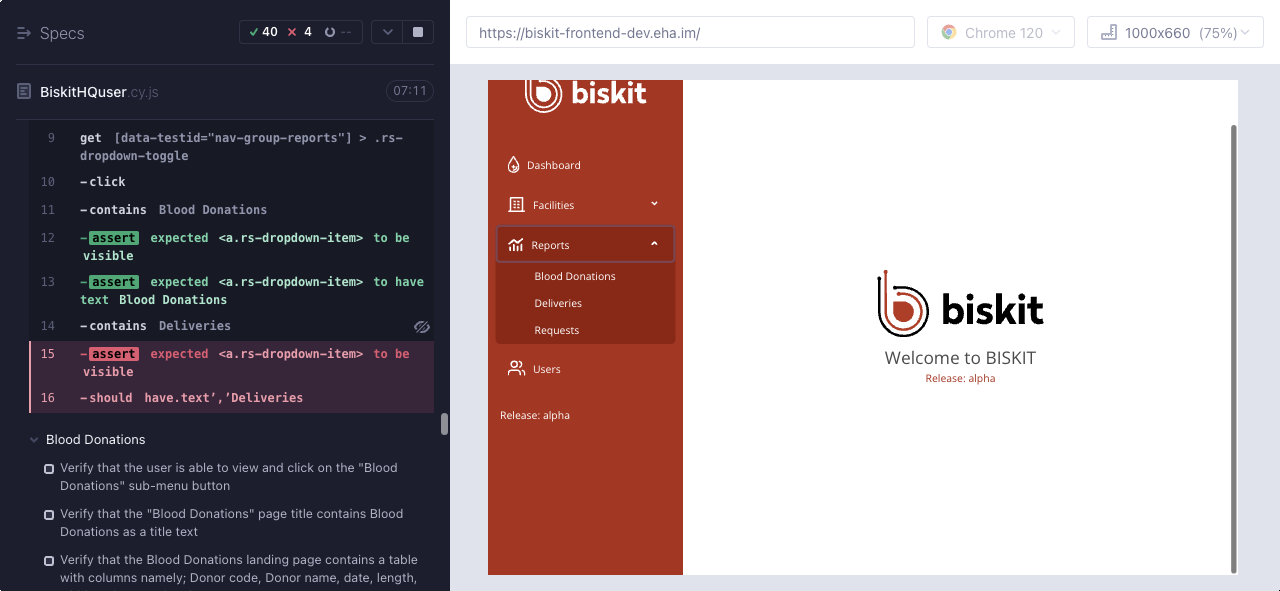 Specs
40 4 --
BiskitHQuser.cy.js
07:11
9 get [data-testid="nav-group-reports"] > .rs-
dropdown-toggle
10 -click
11 -contains Blood Donations
12 -assert expected <a.rs-dropdown-item> to be
visible
13 -assert expected <a.rs-dropdown-item> to have
text Blood Donations
14 -contains Deliveries
15 -assert expected <a.rs-dropdown-item> to be
visible
16 -should have.text’,’Deliveries
Blood Donations
Verify that the user is able to view and click on the "Blood
Donations" sub-menu button
Verify that the "Blood Donations" page title contains Blood
Donations as a title text
Verify that the Blood Donations landing page contains a table
with columns namely; Donor code, Donor name, date, length,
https://biskit-frontend-dev.eha.im/
Chrome 120
1000x660 (75%)
biskit
Dashboard
Facilities
Reports
Blood Donations
Deliveries
Requests
Users
Release: alpha
biskit
Welcome to BISKIT
Release: alpha